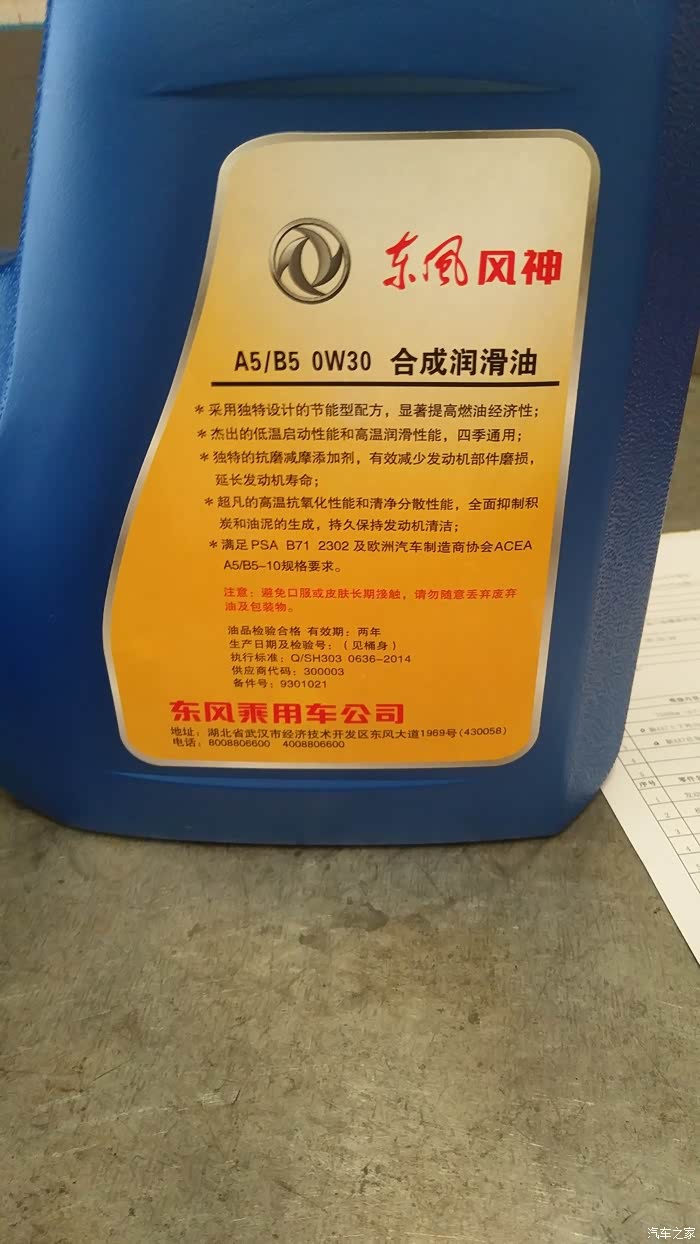 东风风神
A5/B5 0W30 合成润滑油
*采用独特设计的节能型配方，显著提高燃油经济性；
*杰出的低温启动性能和高温润滑性能，四季通用；
*独特的抗磨减摩添加剂，有效减少发动机部件磨损，
延长发动机寿命；
*超凡的高温抗氧化性能和清净分散性能，全面抑制积
炭和油泥的生成，持久保持发动机清洁；
*满足PSA B71 2302及欧洲汽车制造商协会ACEA
A5/B5-10规格要求。
注意：避免口服或皮肤长期接触，请勿随意丢弃废弃
油及包装物。
油品检验合格 有效期：两年
生产日期及检验号：（见桶身）
执行标准：Q/SH303 0636-2014
供应商代码：300003
备件号：9301021
东风乘用车公司
地址：湖北省武汉市经济技术开发区东风大道1969号(430058)
电话：8008806600 4008806600
序号
1
2
3
4
5
汽车之家